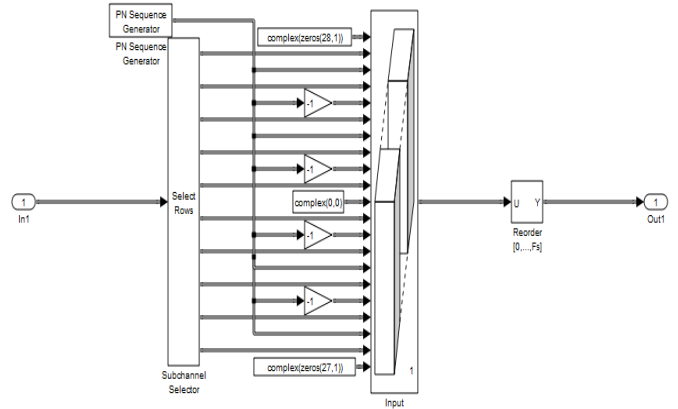 PN Sequence
Generator
PN Sequence
Generator
complex(zeros(28,1))
-1
-1
1
In1
Select
Rows
complex(0,0)
U Y
1
Out1
Reorder
[0,...,Fs]
-1
-1
complex(zeros(27,1))
1
Subchannel
Selector
Input